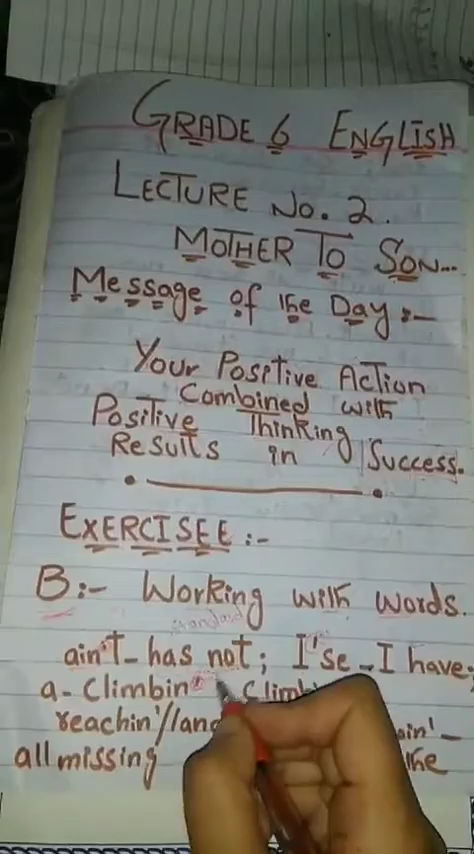 GRADE 6 ENGLISH
LECTURE No. 2.
MOTHER TO SON...
Message of the Day:-
Your Positive Action
Combined with
Positive Thinking
Results in Success.
EXERCISEE:-
B:- Working with words.
standard
ain't - has not; I'se - I have;
a- Climbin'
reachin'/
all missing the